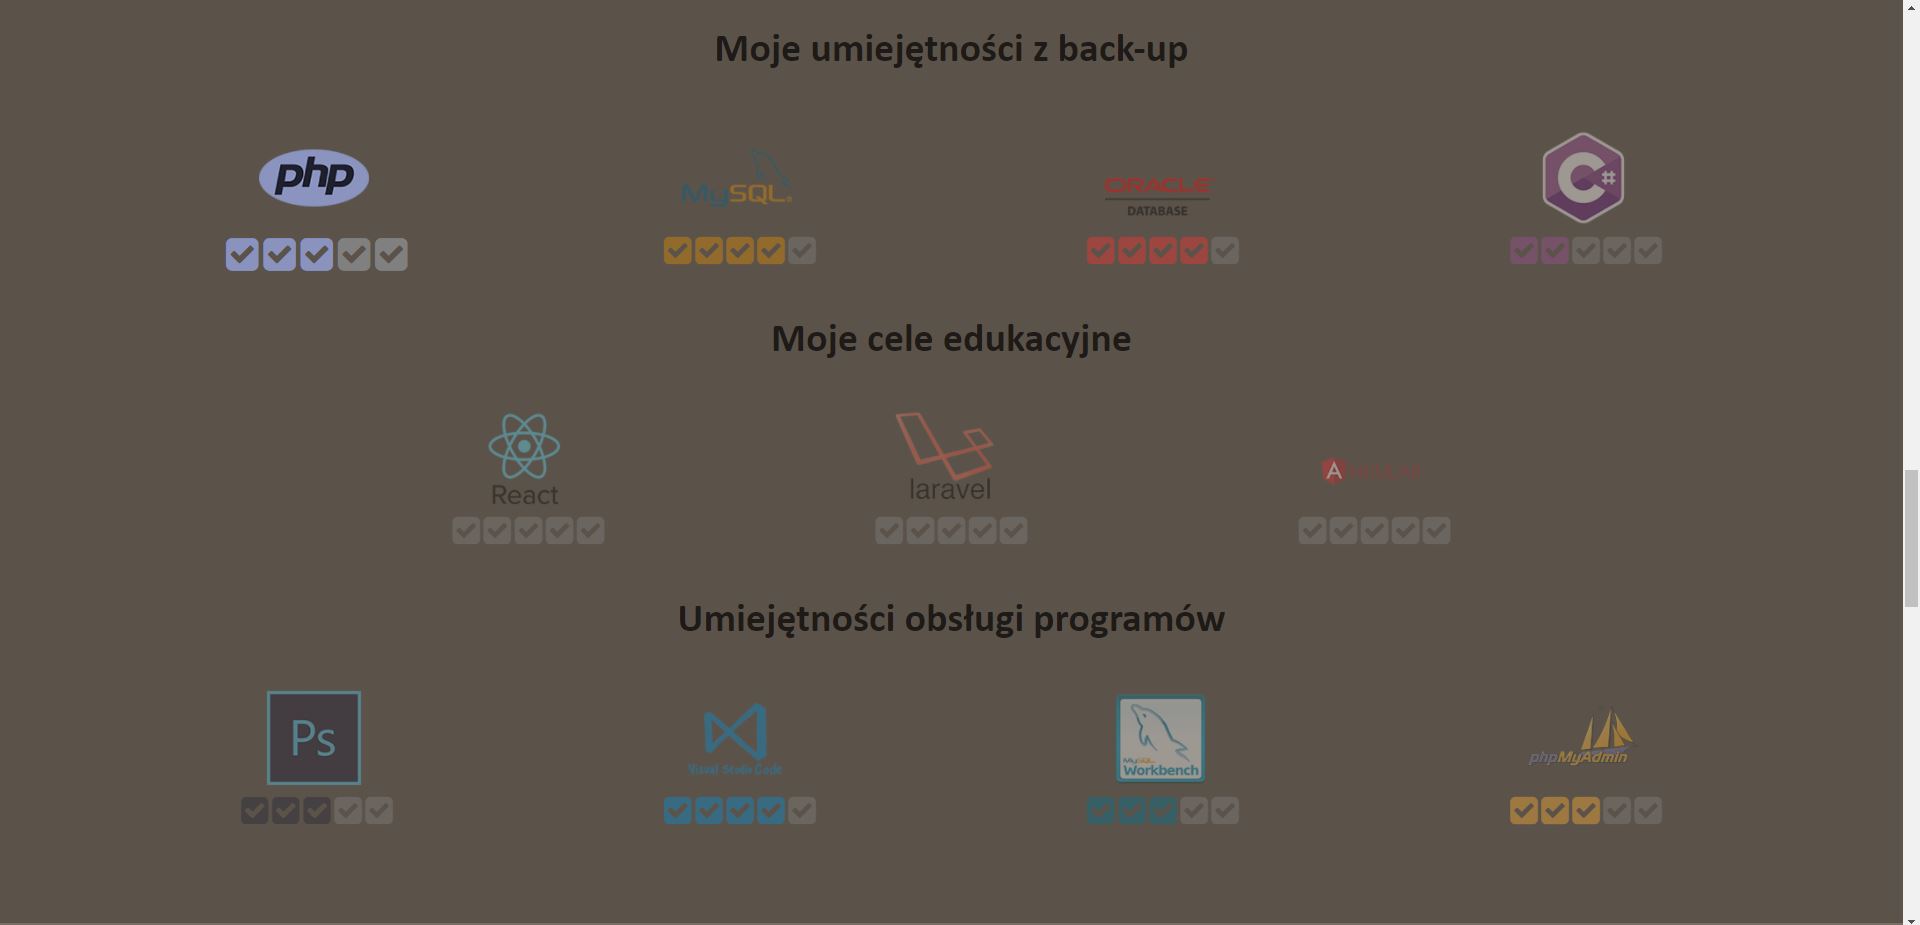 Moje umiejętności z back-up
php
MySQL
ORACLE
DATABASE
C#
Moje cele edukacyjne
React
laravel
A
Umiejętności obsługi programów
Ps
Visual Studio Code
MySQL
Workbench
phpMyAdmin